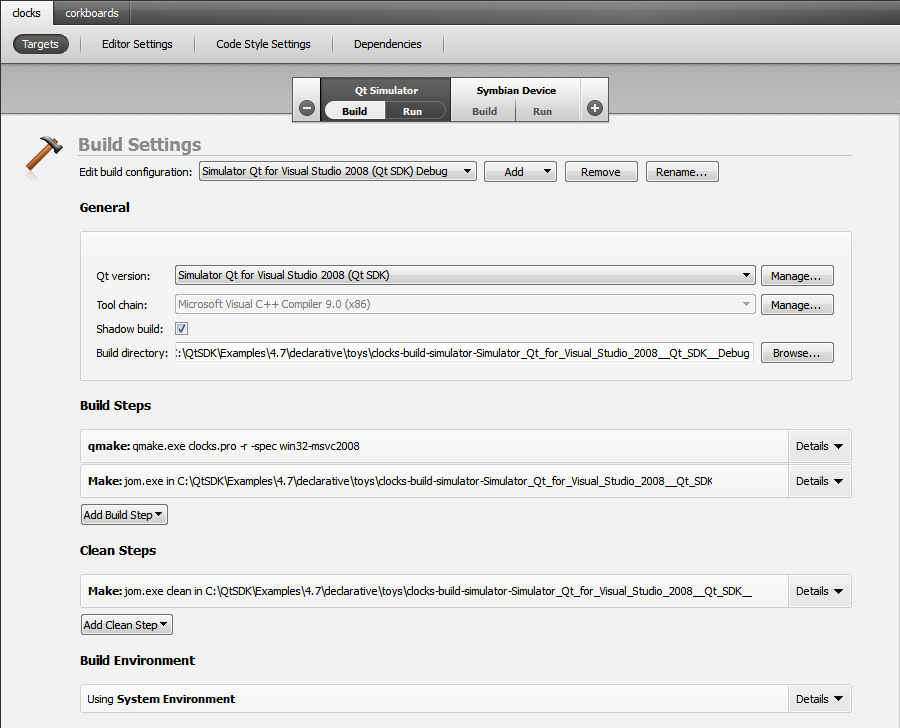 clocks corkboards
Targets Editor Settings Code Style Settings Dependencies
Qt Simulator Symbian Device
Build Run Build Run
Build Settings
Edit build configuration: Simulator Qt for Visual Studio 2008 (Qt SDK) Debug Add Remove Rename...
General
Qt version: Simulator Qt for Visual Studio 2008 (Qt SDK) Manage...
Tool chain: Microsoft Visual C++ Compiler 9.0 (x86) Manage...
Shadow build:
Build directory: :\QtSDK\Examples\4.7\declarative\toys\clocks-build-simulator-Simulator_Qt_for_Visual_Studio_2008__Qt_SDK__Debug Browse...
Build Steps
qmake: qmake.exe clocks.pro -r -spec win32-msvc2008 Details
Make: jom.exe in C:\QtSDK\Examples\4.7\declarative\toys\clocks-build-simulator-Simulator_Qt_for_Visual_Studio_2008__Qt_SDK Details
Add Build Step
Clean Steps
Make: jom.exe clean in C:\QtSDK\Examples\4.7\declarative\toys\clocks-build-simulator-Simulator_Qt_for_Visual_Studio_2008__Qt_SDK__ Details
Add Clean Step
Build Environment
Using System Environment Details